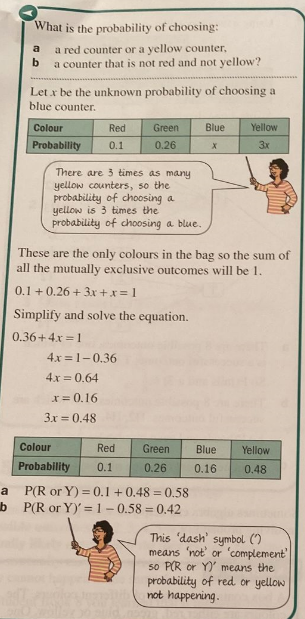 What is the probability of choosing:
a a red counter or a yellow counter,
b a counter that is not red and not yellow?
Let x be the unknown probability of choosing a
blue counter.
Colour Red Green Blue Yellow
Probability 0.1 0.26 x 3x
There are 3 times as many
yellow counters, so the
probability of choosing a
yellow is 3 times the
probability of choosing a blue.
These are the only colours in the bag so the sum of
all the mutually exclusive outcomes will be 1.
0.1 + 0.26 + 3x + x = 1
Simplify and solve the equation.
0.36 + 4x = 1
4x = 1 – 0.36
4x = 0.64
x = 0.16
3x = 0.48
Colour Red Green Blue Yellow
Probability 0.1 0.26 0.16 0.48
a P(R or Y) = 0.1 + 0.48 = 0.58
b P(R or Y)′ = 1 – 0.58 = 0.42
This 'dash' symbol (′)
means 'not' or 'complement'
so P(R or Y)′ means the
probability of red or yellow
not happening.